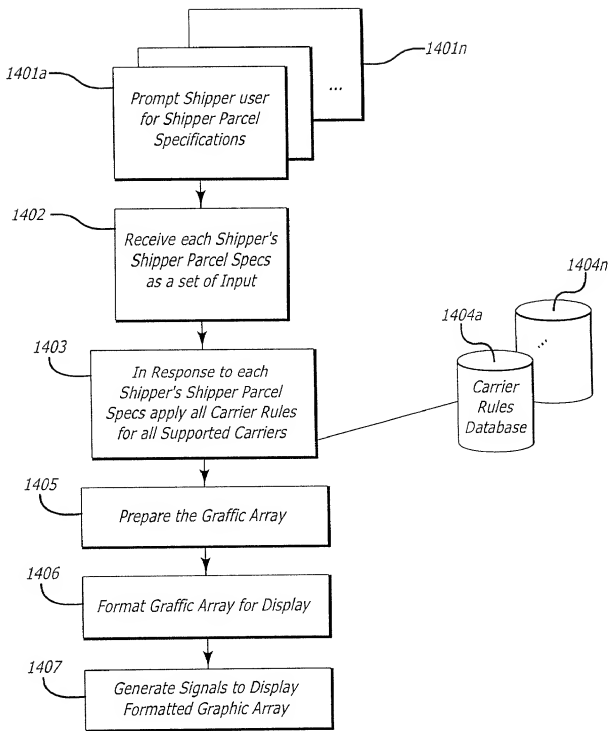 1401n
1401a
...
Prompt Shipper user
for Shipper Parcel
Specifications
1402
Receive each Shipper's
Shipper Parcel Specs
as a set of Input
1404n
...
1404a
1403
In Response to each
Shipper's Shipper Parcel
Specs apply all Carrier Rules
for all Supported Carriers
Carrier
Rules
Database
1405
Prepare the Graffic Array
1406
Format Graffic Array for Display
1407
Generate Signals to Display
Formatted Graphic Array